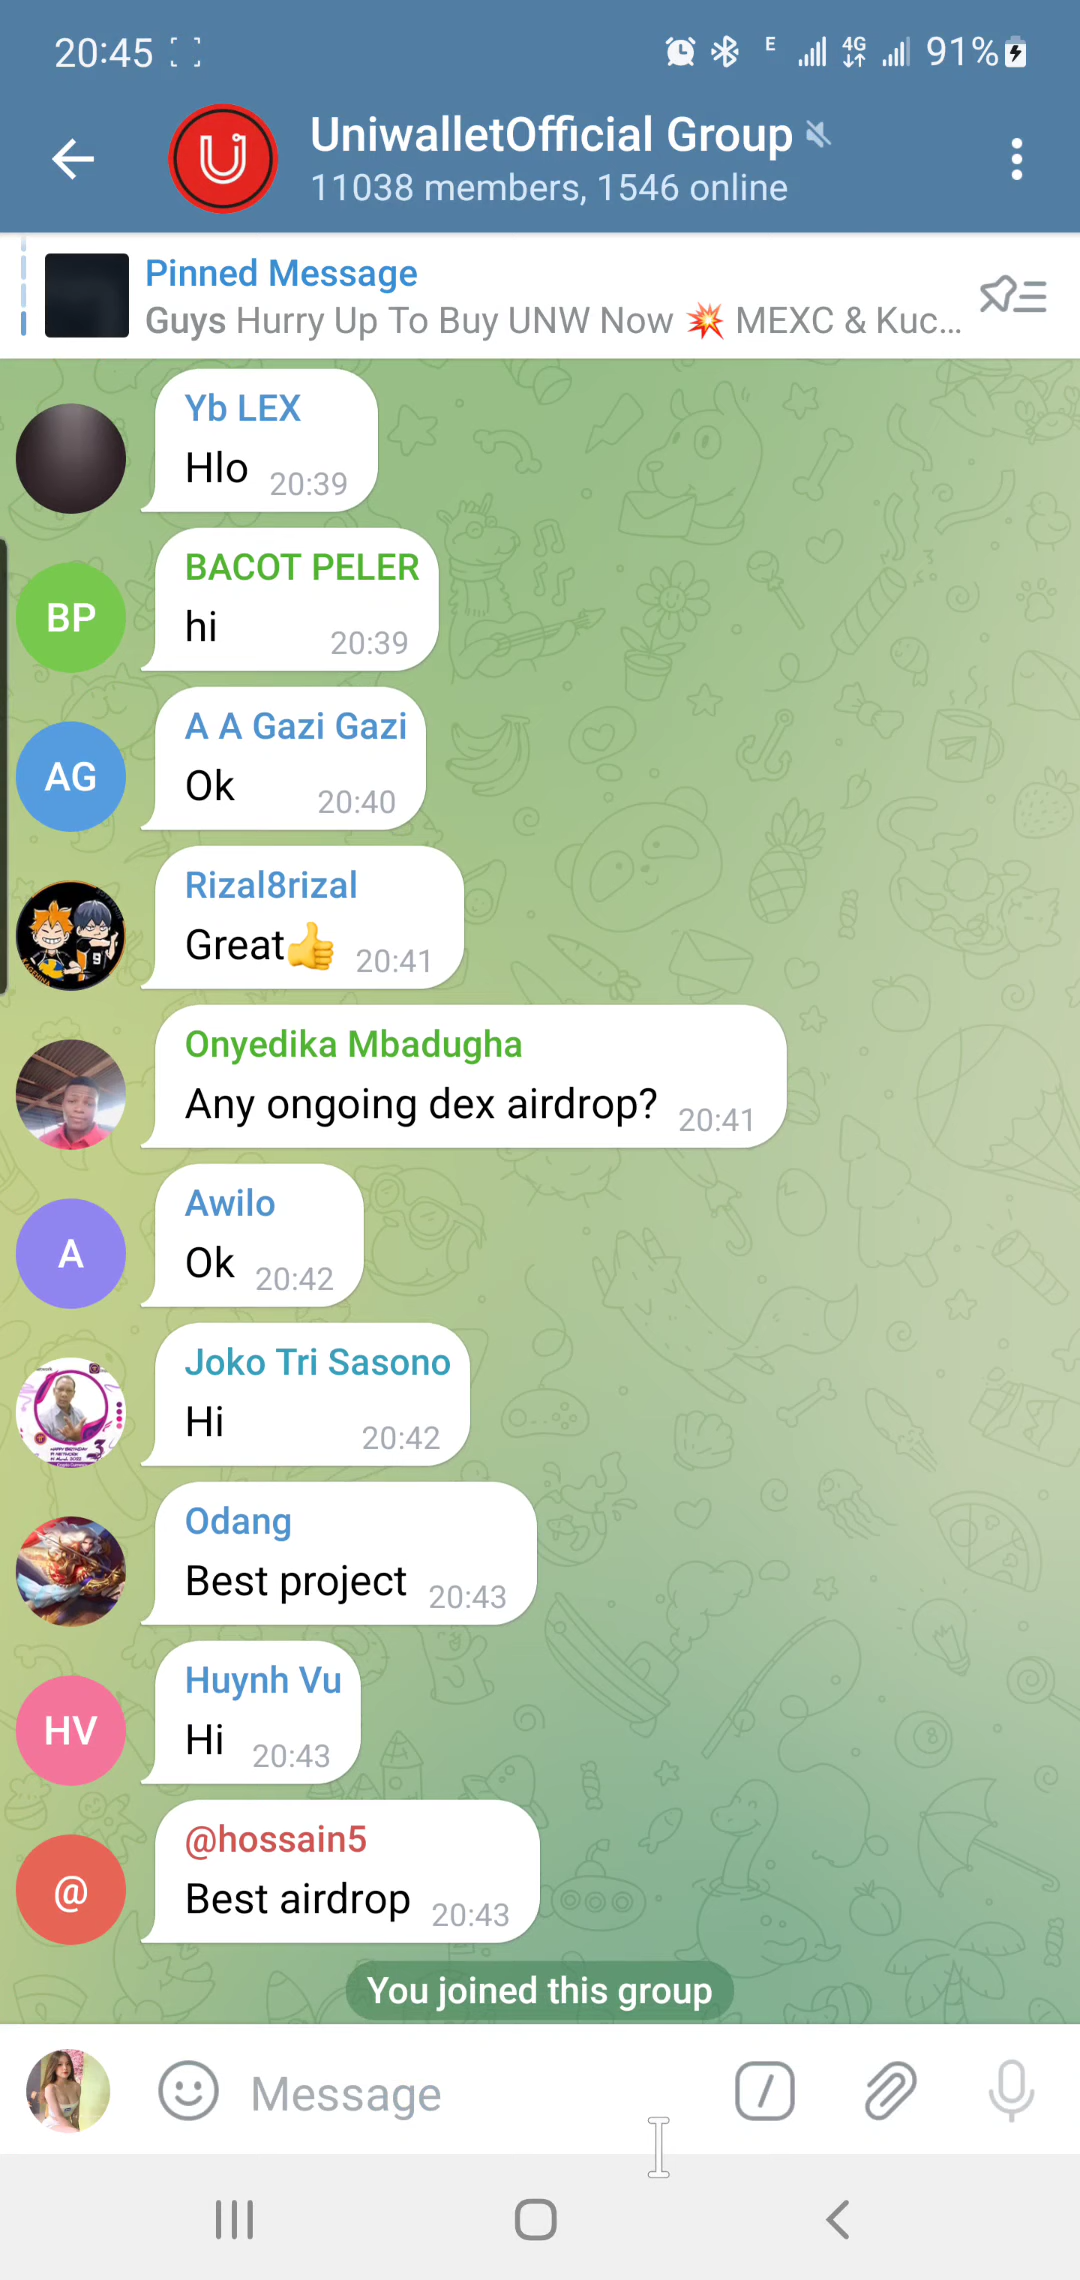 20:45 E 4G 91%
UniwalletOfficial Group
11038 members, 1546 online
Pinned Message
Guys Hurry Up To Buy UNW Now 💥 MEXC & Kuc...
Yb LEX
Hlo 20:39
BACOT PELER
BP
hi 20:39
A A Gazi Gazi
AG
Ok 20:40
Rizal8rizal
Great👍 20:41
Onyedika Mbadugha
Any ongoing dex airdrop? 20:41
Awilo
A
Ok 20:42
Joko Tri Sasono
Hi 20:42
Odang
Best project 20:43
Huynh Vu
HV
Hi 20:43
@hossain5
@
Best airdrop 20:43
You joined this group
Message